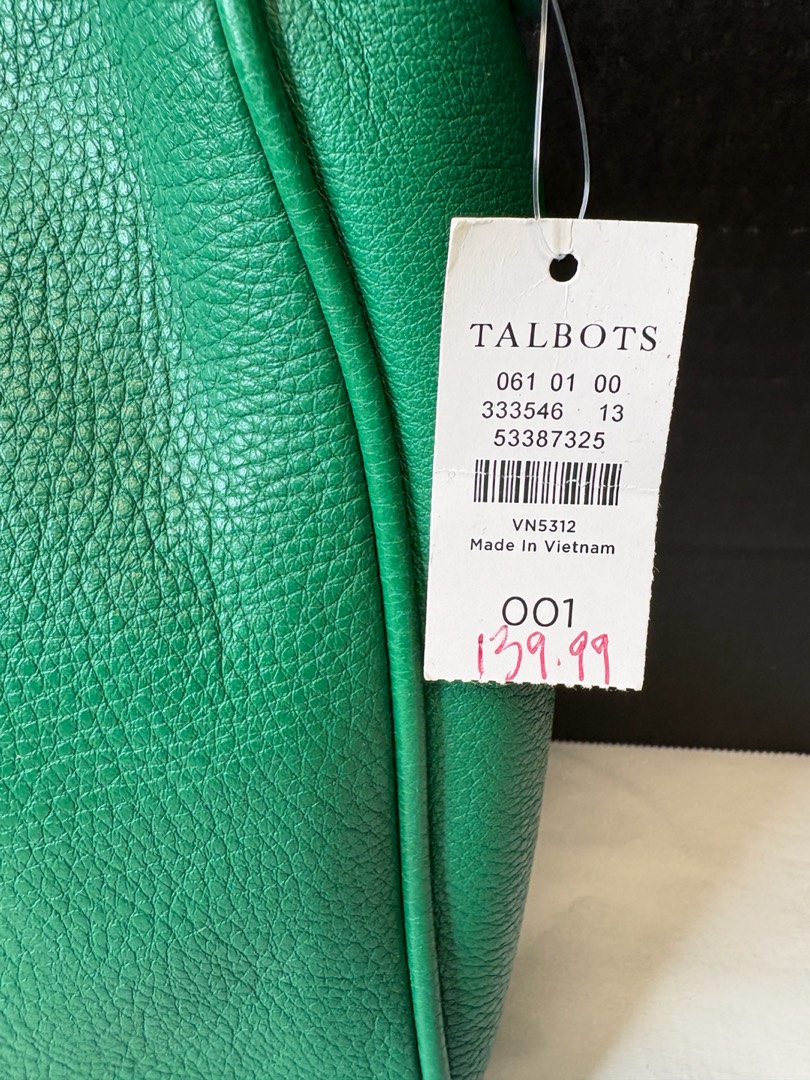 TALBOTS
061 01 00
333546 13
53387325
VN5312
Made In Vietnam
001
139.99